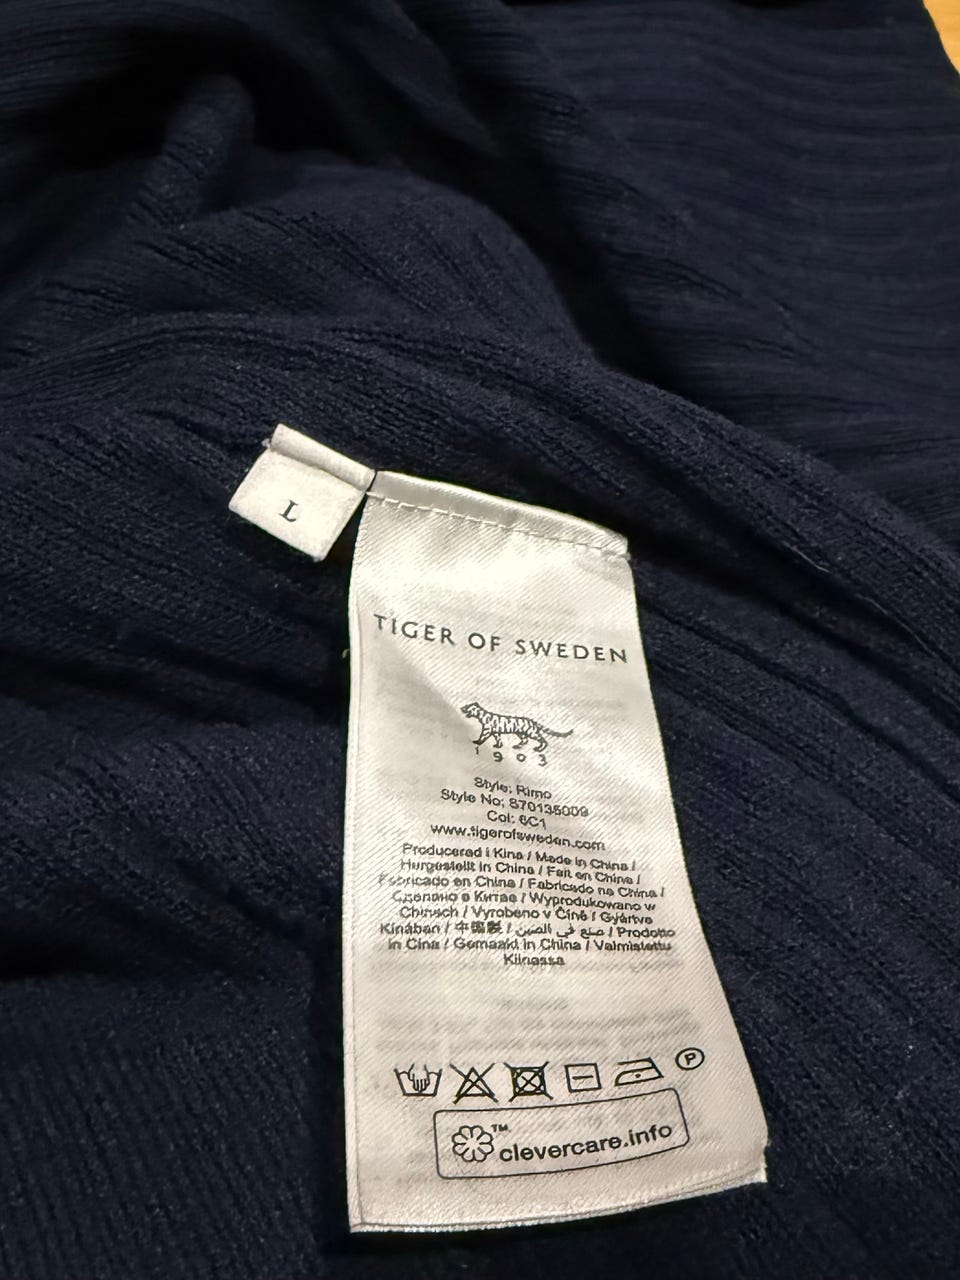 L
TIGER OF SWEDEN
1903
Style: Rimo
Style No: S70135009
Col: 6C1
www.tigerofsweden.com
Producerad i Kina / Made in China /
Hergestellt in China / Fait en Chine /
Fabricado en China / Fabricado na China /
Сделано в Китае / Wyprodukowano w
Chinach / Vyrobeno v Číně / Gyártva
Kínában / 中国製 / صنع في الصين / Prodotto
in Cina / Gemaakt in China / Valmistettu
Kiinassa
P
™clevercare.info